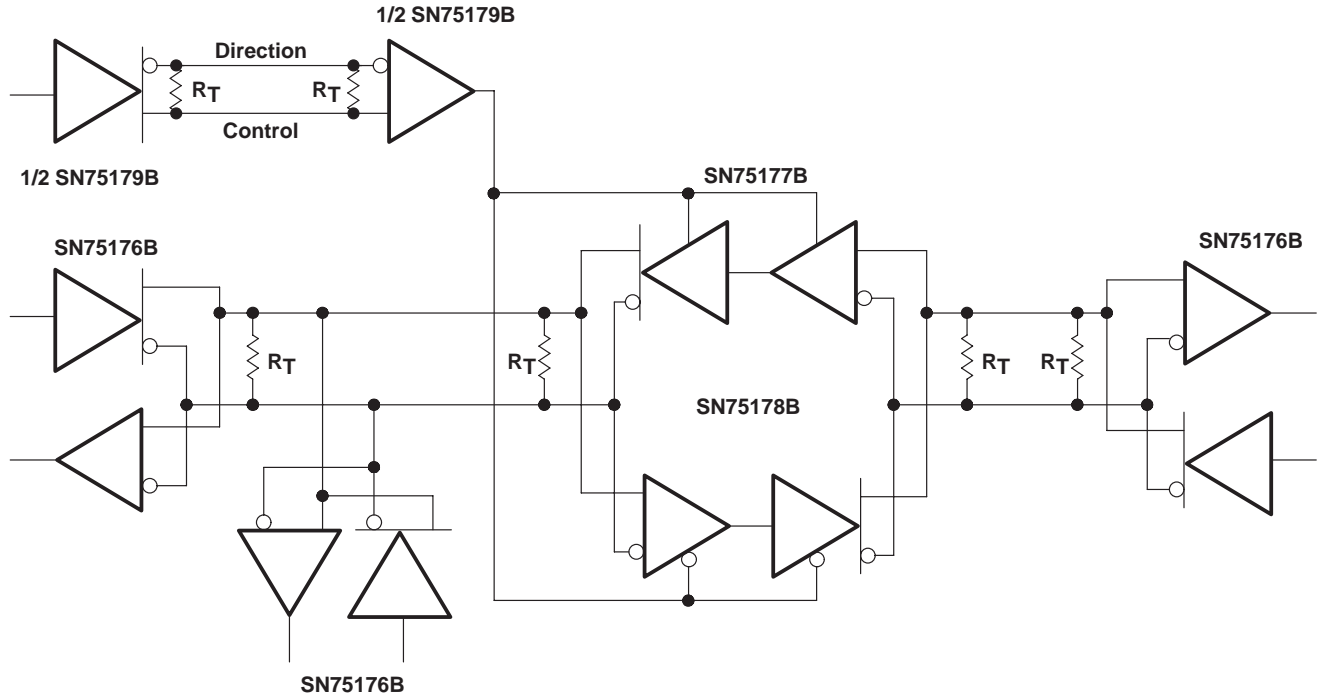 1/2 SN75179B
Direction
RT
RT
Control
1/2 SN75179B
SN75177B
SN75176B
SN75176B
RT
RT
RT
RT
SN75178B
SN75176B